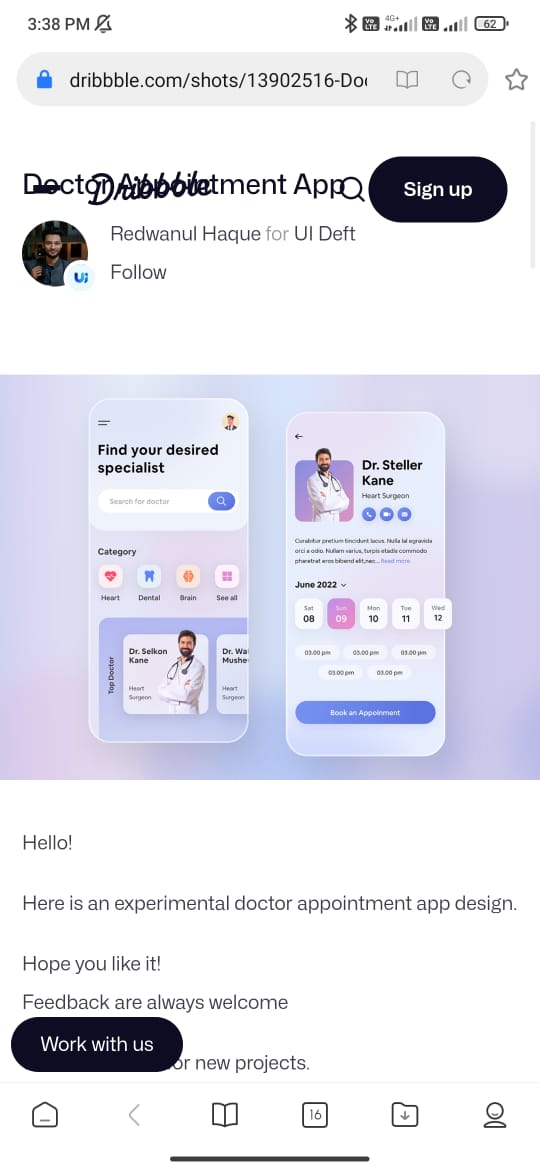 3:38 PM
4G+
Vo LTE
Vo LTE
62
dribbble.com/shots/13902516-Do
Doctor Appointment App
Dribbble
Sign up
Redwanul Haque for UI Deft
Ui
Follow
Find your desired
specialist
Search for doctor
Category
Heart
Dental
Brain
See all
Top Doctor
Dr. Selkon
Kane
Heart
Surgeon
Dr. Wa
Mushe
Heart
Surgeon
Dr. Steller
Kane
Heart Surgeon
Curabitur pretium tincidunt lacus. Nulla lal egravida
orci a odio. Nullam varius, turpis etadis commodo
pharetrat eros bibend elit,nec... Read more
June 2022
Sat
08
Sun
09
Mon
10
Tue
11
Wed
12
03.00 pm
03.00 pm
03.00 pm
03.00 pm
03.00 pm
Book an Appoinment
Hello!
Here is an experimental doctor appointment app design.
Hope you like it!
Feedback are always welcome
Work with us
or new projects.
16